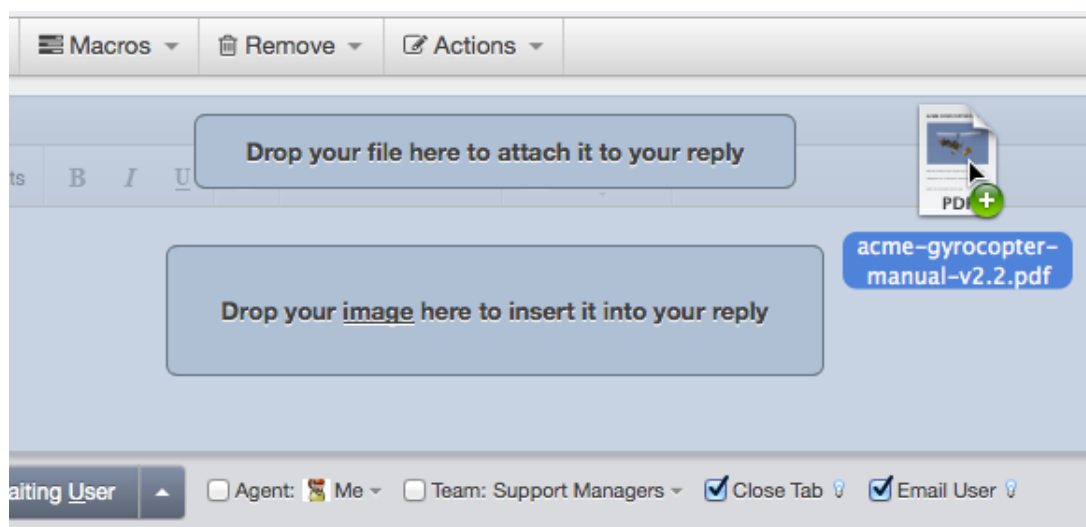 Macros Remove Actions
Drop your file here to attach it to your reply
ts B I U
PDF
acme-gyrocopter-
manual-v2.2.pdf
Drop your image here to insert it into your reply
aiting User Agent: Me Team: Support Managers Close Tab Email User